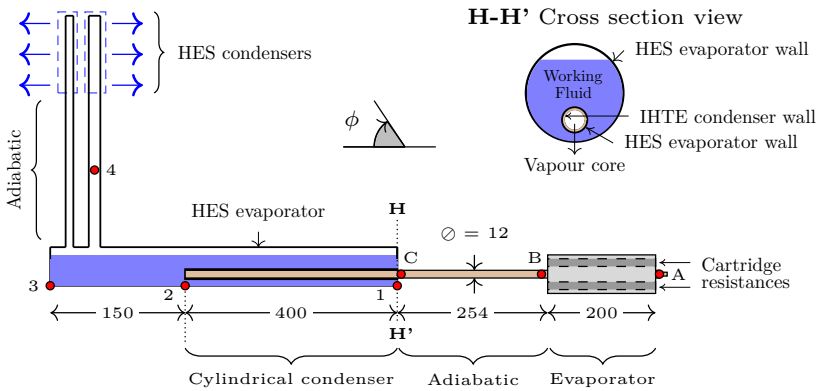 H-H' Cross section view
HES condensers
HES evaporator wall
Working
Fluid
IHTE condenser wall
HES evaporator wall
Vapour core
ϕ
Adiabatic
4
HES evaporator
H
⊘ = 12
C
B
A
3
2
1
Cartridge
resistances
150
400
254
200
H'
Cylindrical condenser
Adiabatic
Evaporator